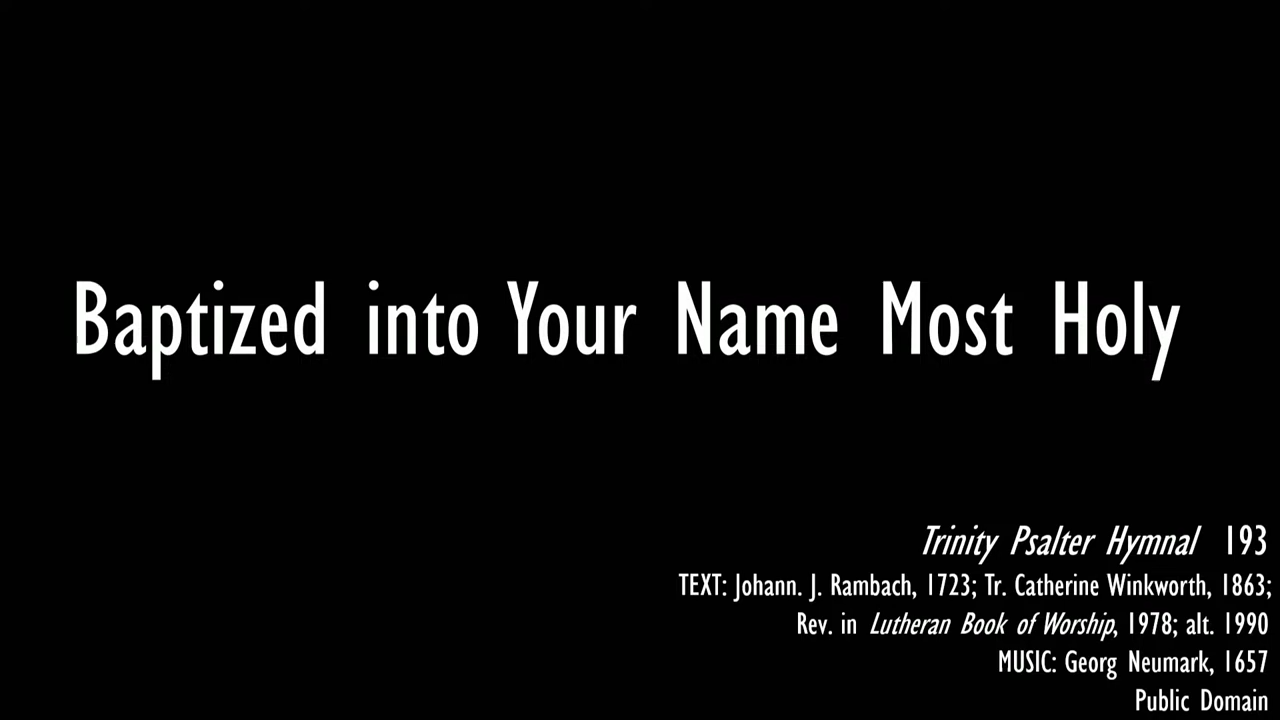 Baptized into Your Name Most Holy
Trinity Psalter Hymnal 193
TEXT: Johann. J. Rambach, 1723; Tr. Catherine Winkworth, 1863;
Rev. in Lutheran Book of Worship, 1978; alt. 1990
MUSIC: Georg Neumark, 1657
Public Domain